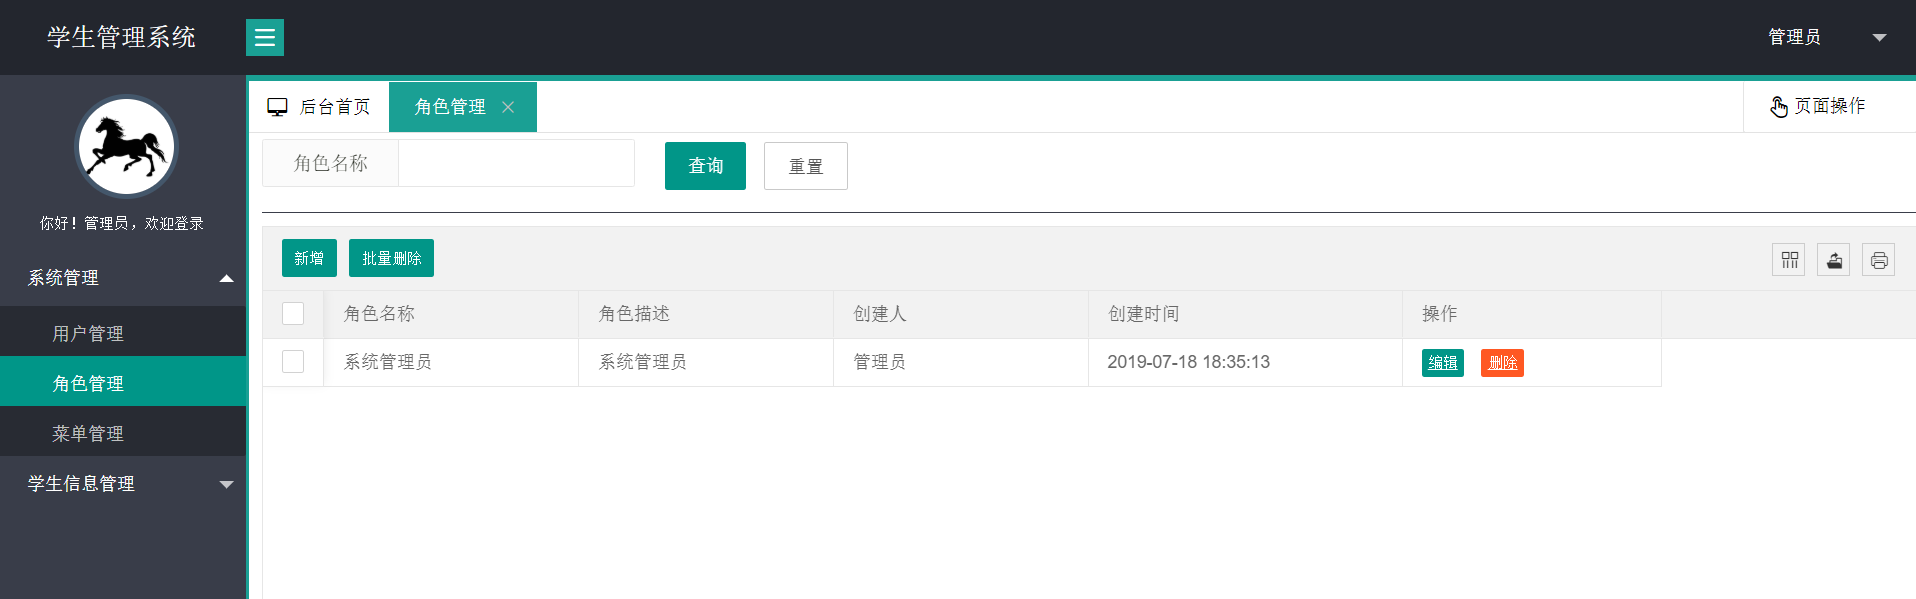 学生管理系统
管理员
后台首页
角色管理
页面操作
你好！管理员，欢迎登录
系统管理
用户管理
角色管理
菜单管理
学生信息管理
角色名称
查询
重置
新增
批量删除
角色名称 角色描述 创建人 创建时间 操作
系统管理员 系统管理员 管理员 2019-07-18 18:35:13 编辑 删除